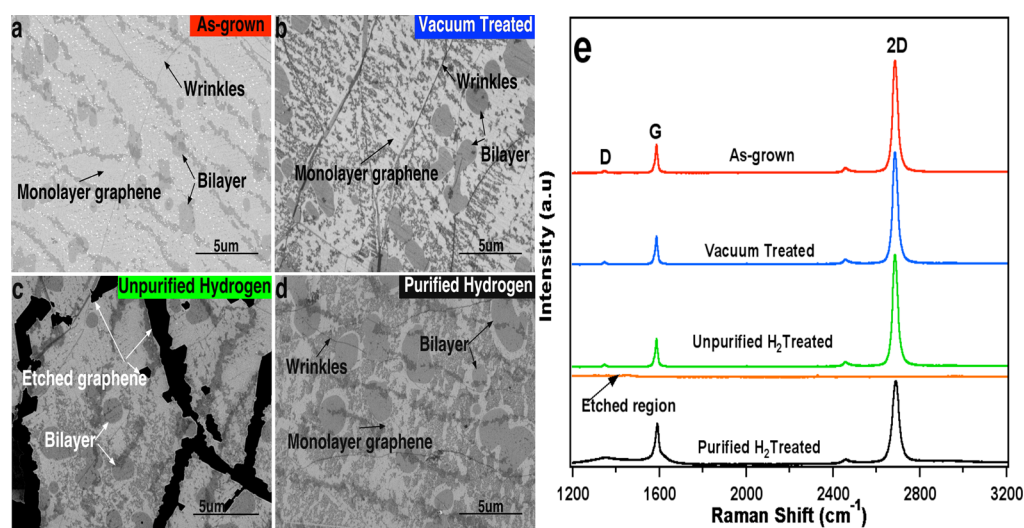 a
As-grown
Wrinkles
Monolayer graphene
Bilayer
5um
b
Vacuum Treated
Wrinkles
Monolayer graphene
Bilayer
5um
c
Unpurified Hydrogen
Etched graphene
Bilayer
5um
d
Purified Hydrogen
Wrinkles
Bilayer
Monolayer graphene
5um
e
2D
G
D
As-grown
Vacuum Treated
Unpurified H₂Treated
Etched region
Purified H₂Treated
Intensity (a.u)
1200 1600 2000 2400 2800 3200
Raman Shift (cm⁻¹)